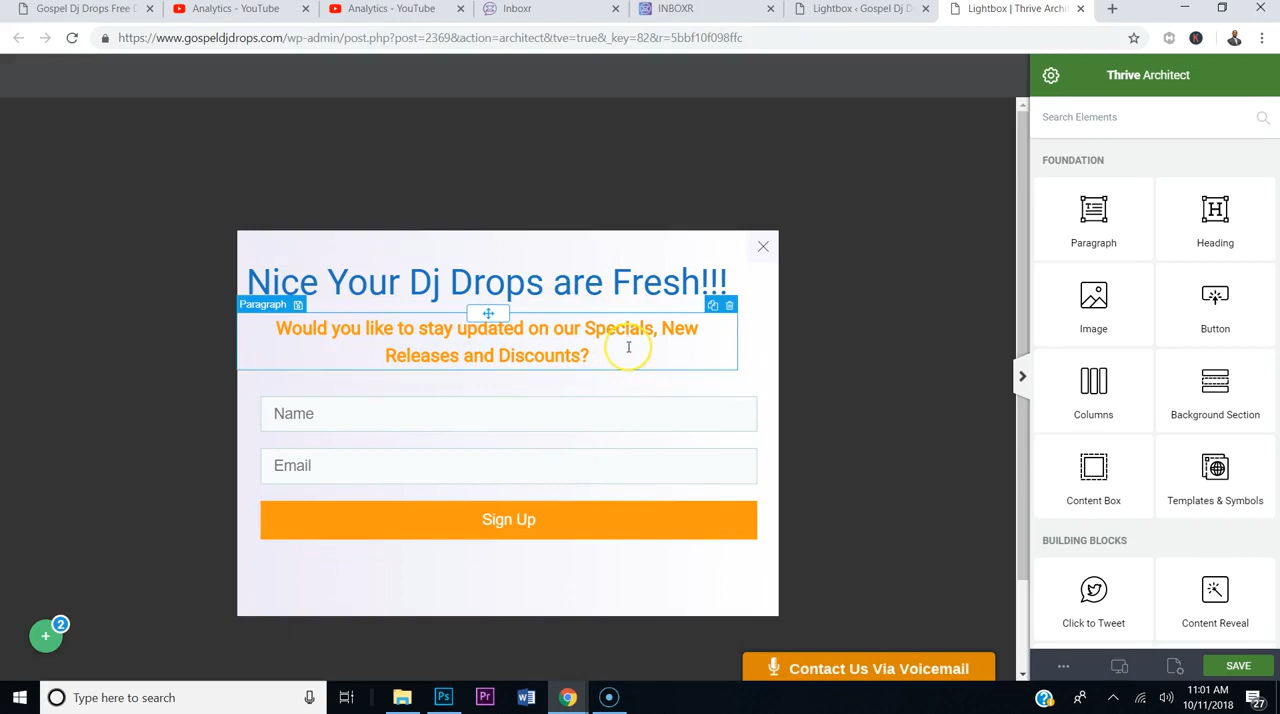 Gospel Dj Drops Free D
Analytics - YouTube
Analytics - YouTube
Inboxr
INBOXR
Lightbox ‹ Gospel Dj D
Lightbox | Thrive Archite
https://www.gospeldjdrops.com/wp-admin/post.php?post=2369&action=architect&tve=true&_key=82&r=5bbf10f098ffc
Thrive Architect
Search Elements
FOUNDATION
Paragraph
Heading
Image
Button
Columns
Background Section
Content Box
Templates & Symbols
BUILDING BLOCKS
Click to Tweet
Content Reveal
SAVE
Nice Your Dj Drops are Fresh!!!
Paragraph
Would you like to stay updated on our Specials, New
Releases and Discounts?
Name
Email
Sign Up
2
Contact Us Via Voicemail
Type here to search
Ps
Pr
11:01 AM
10/11/2018
27